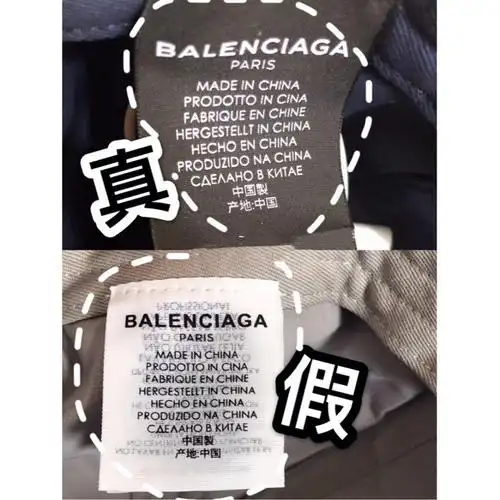 BALENCIAGA
PARIS
MADE IN CHINA
PRODOTTO IN CINA
FABRIQUE EN CHINE
HERGESTELLT IN CHINA
HECHO EN CHINA
PRODUZIDO NA CHINA
СДЕЛАНО В КИТАЕ
中国製
产地:中国
真
BALENCIAGA
PARIS
MADE IN CHINA
PRODOTTO IN CINA
FABRIQUE EN CHINE
HERGESTELLT IN CHINA
HECHO EN CHINA
PRODUZIDO NA CHINA
СДЕЛАНО В КИТАЕ
中国製
产地:中国
假